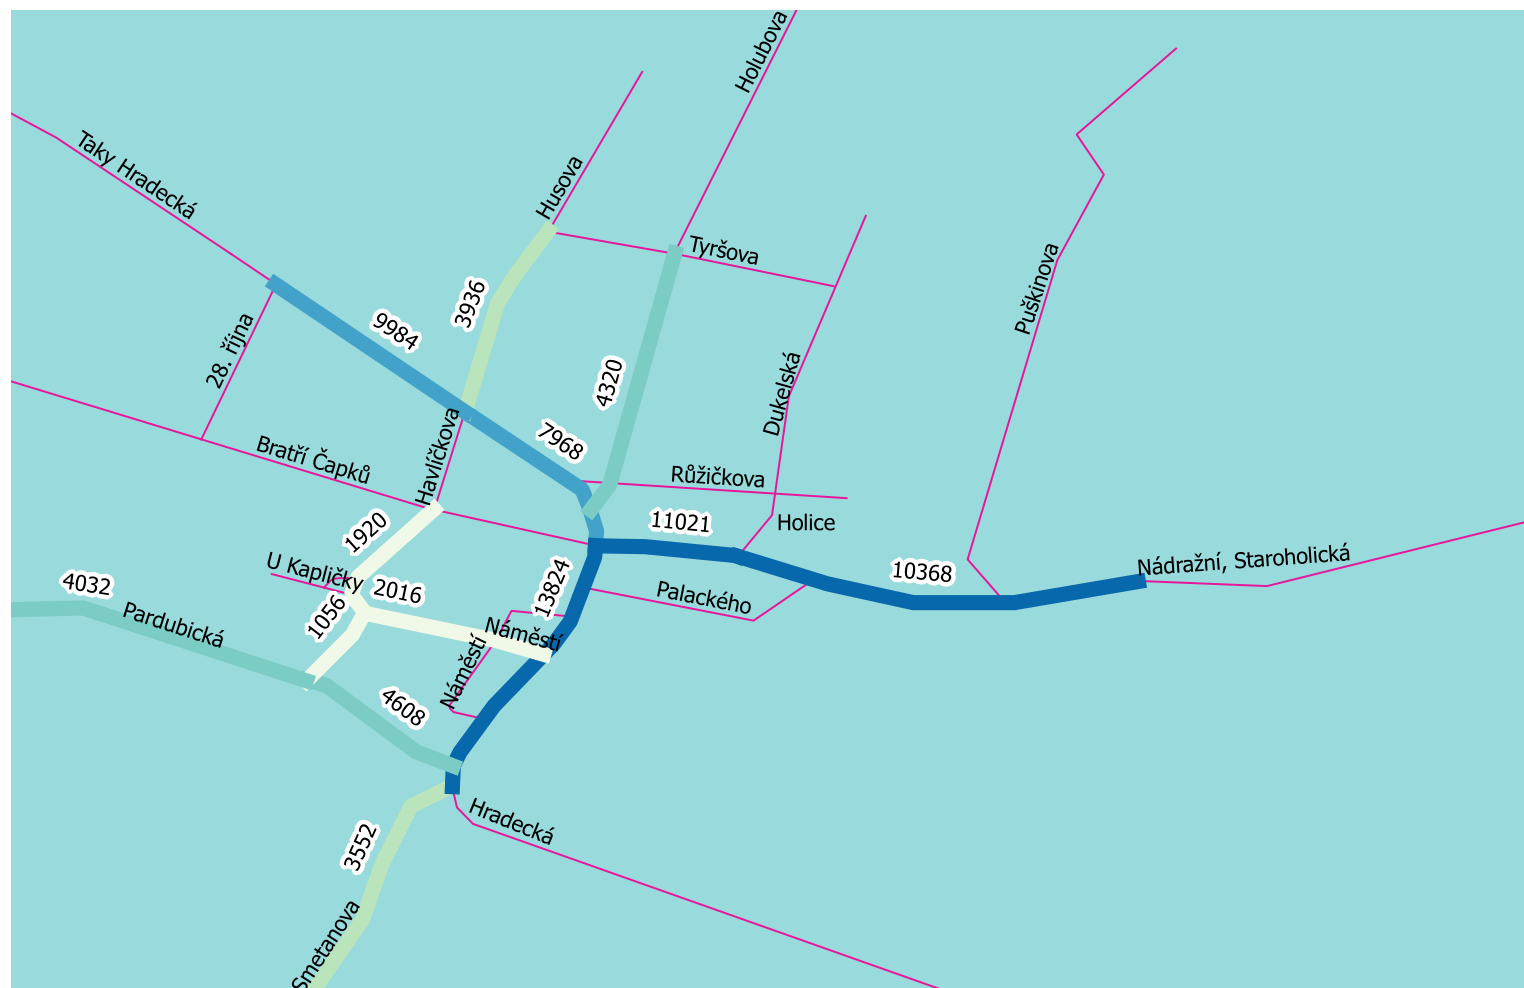 Holubova
Taky Hradecká
Husova
Tyršova
Puškinova
3936
9984
28. října
4320
Dukelská
Havlíčkova
7968
Bratří Čapků
Růžičkova
11021
Holice
1920
Nádražní, Staroholická
U Kapličky
10368
4032
2016
13824
Palackého
1056
Pardubická
Náměstí
Náměstí
4608
Hradecká
3552
Smetanova